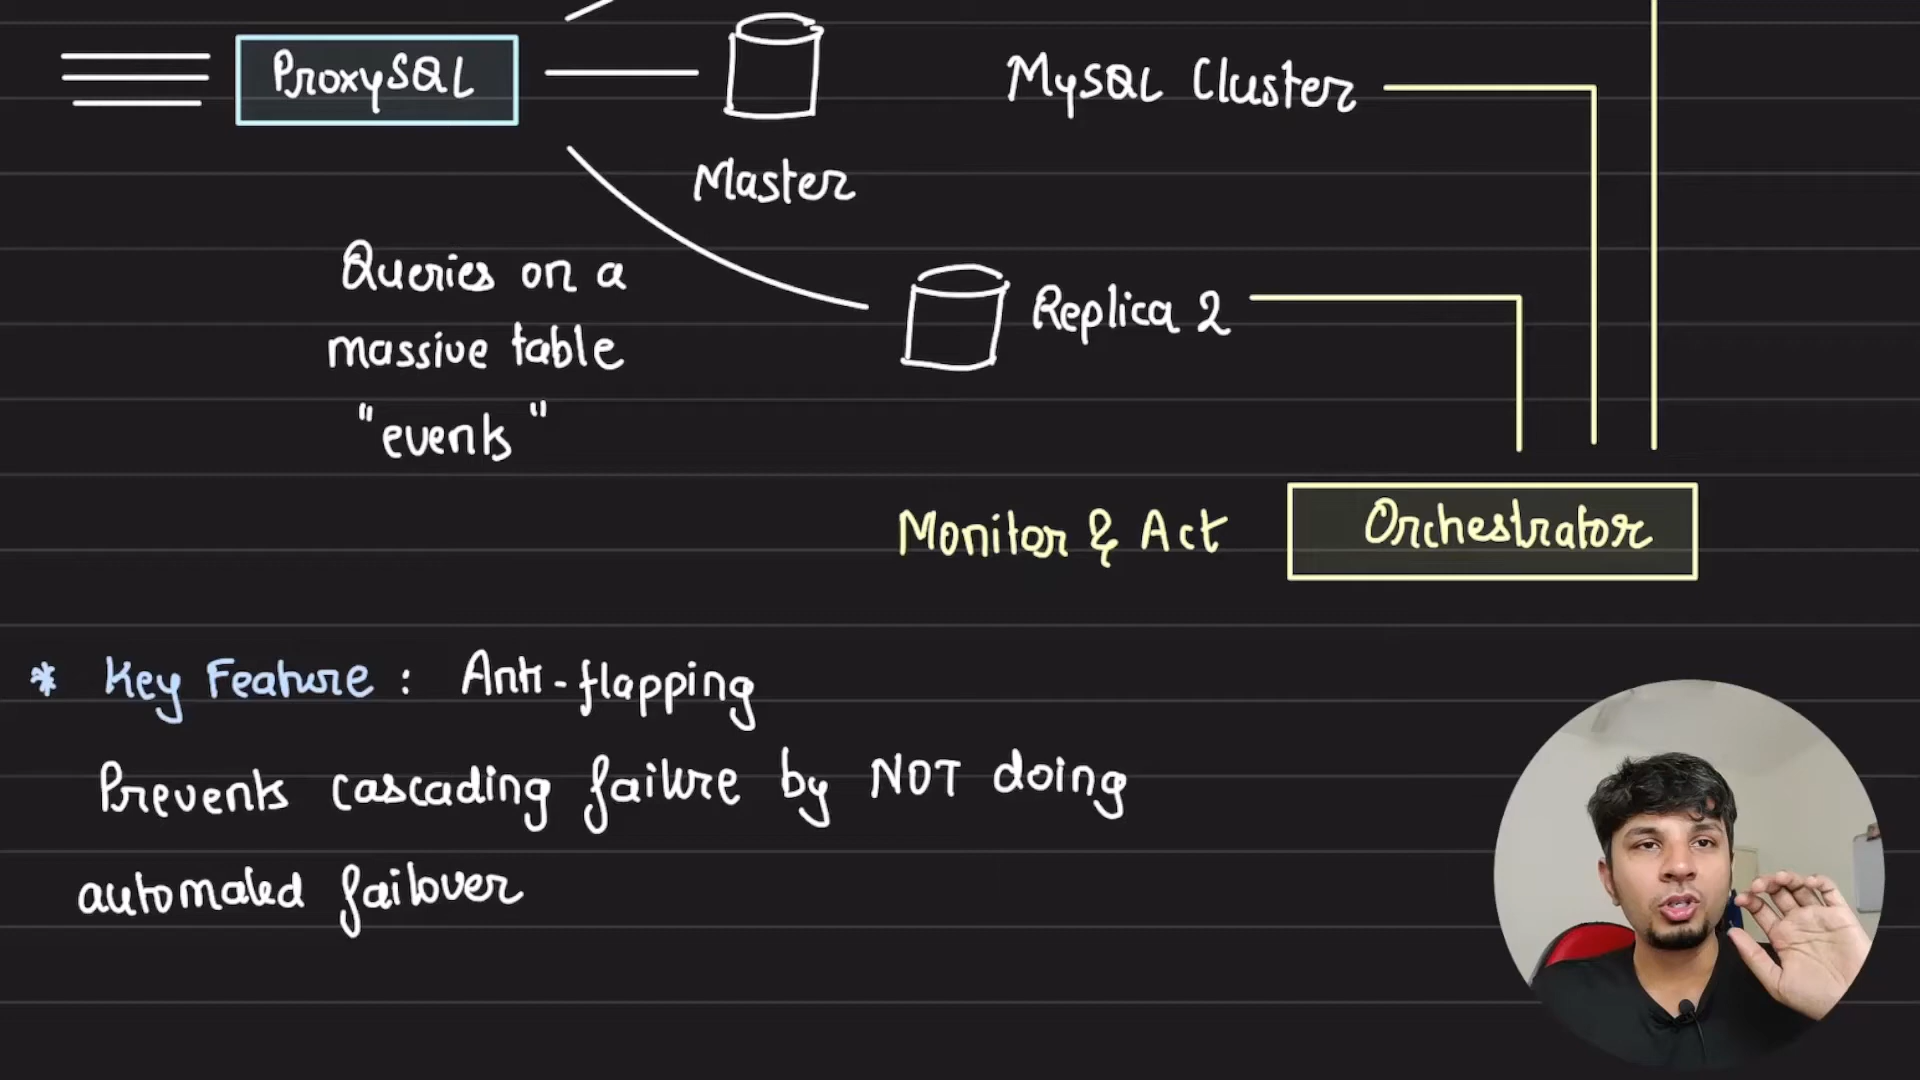 ProxySQL
MySQL Cluster
Master
Queries on a
massive table
"events"
Replica 2
Monitor & Act
Orchestrator
* Key Feature : Anti-flapping
Prevents cascading failure by NOT doing
automated failover